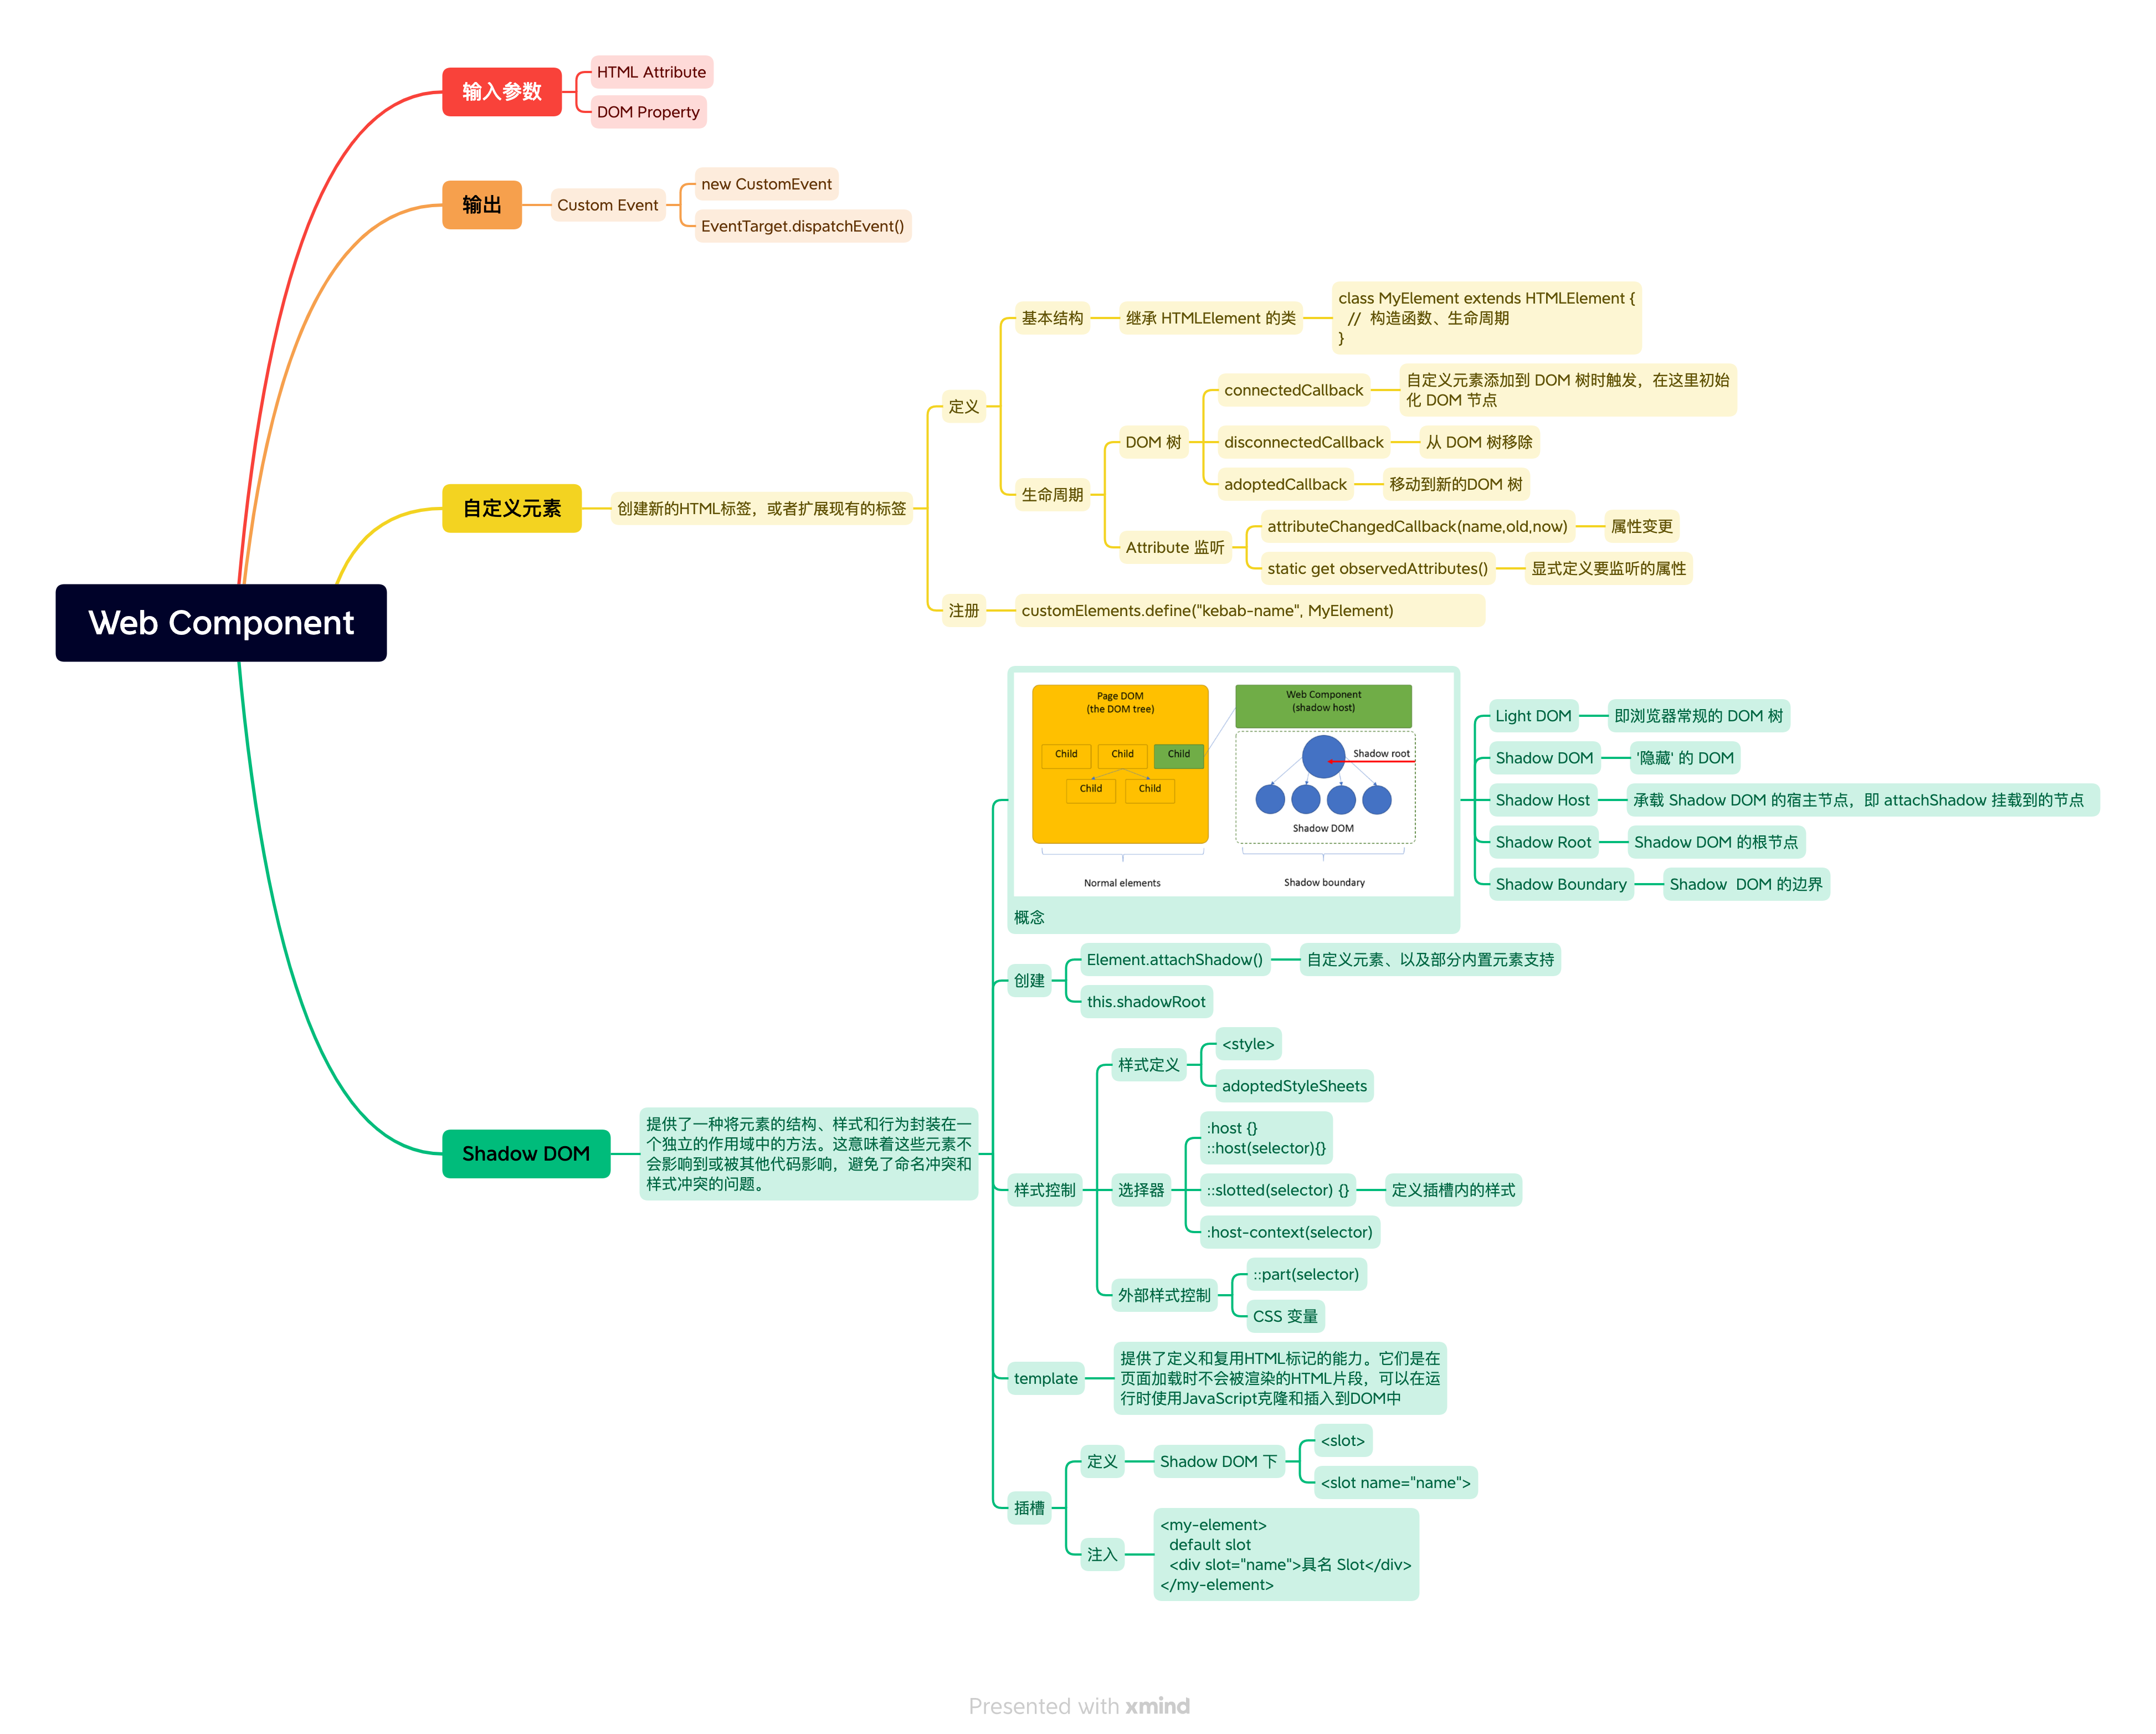 Web Component
输入参数
HTML Attribute
DOM Property
输出
Custom Event
new CustomEvent
EventTarget.dispatchEvent()
自定义元素
创建新的HTML标签，或者扩展现有的标签
定义
基本结构
继承 HTMLElement 的类
class MyElement extends HTMLElement {
// 构造函数、生命周期
}
生命周期
DOM 树
connectedCallback
自定义元素添加到 DOM 树时触发，在这里初始
化 DOM 节点
disconnectedCallback
从 DOM 树移除
adoptedCallback
移动到新的DOM 树
Attribute 监听
attributeChangedCallback(name,old,now)
属性变更
static get observedAttributes()
显式定义要监听的属性
注册
customElements.define("kebab-name", MyElement)
Shadow DOM
提供了一种将元素的结构、样式和行为封装在一
个独立的作用域中的方法。这意味着这些元素不
会影响到或被其他代码影响，避免了命名冲突和
样式冲突的问题。
Page DOM
(the DOM tree)
Child
Child
Child
Child
Child
Normal elements
Web Component
(shadow host)
Shadow root
Shadow DOM
Shadow boundary
概念
Light DOM
即浏览器常规的 DOM 树
Shadow DOM
'隐藏' 的 DOM
Shadow Host
承载 Shadow DOM 的宿主节点，即 attachShadow 挂载到的节点
Shadow Root
Shadow DOM 的根节点
Shadow Boundary
Shadow  DOM 的边界
创建
Element.attachShadow()
自定义元素、以及部分内置元素支持
this.shadowRoot
样式控制
样式定义
<style>
adoptedStyleSheets
选择器
:host {}
::host(selector){}
::slotted(selector) {}
定义插槽内的样式
:host-context(selector)
外部样式控制
::part(selector)
CSS 变量
template
提供了定义和复用HTML标记的能力。它们是在
页面加载时不会被渲染的HTML片段，可以在运
行时使用JavaScript克隆和插入到DOM中
插槽
定义
Shadow DOM 下
<slot>
<slot name="name">
注入
<my-element>
default slot
<div slot="name">具名 Slot</div>
</my-element>
Presented with xmind